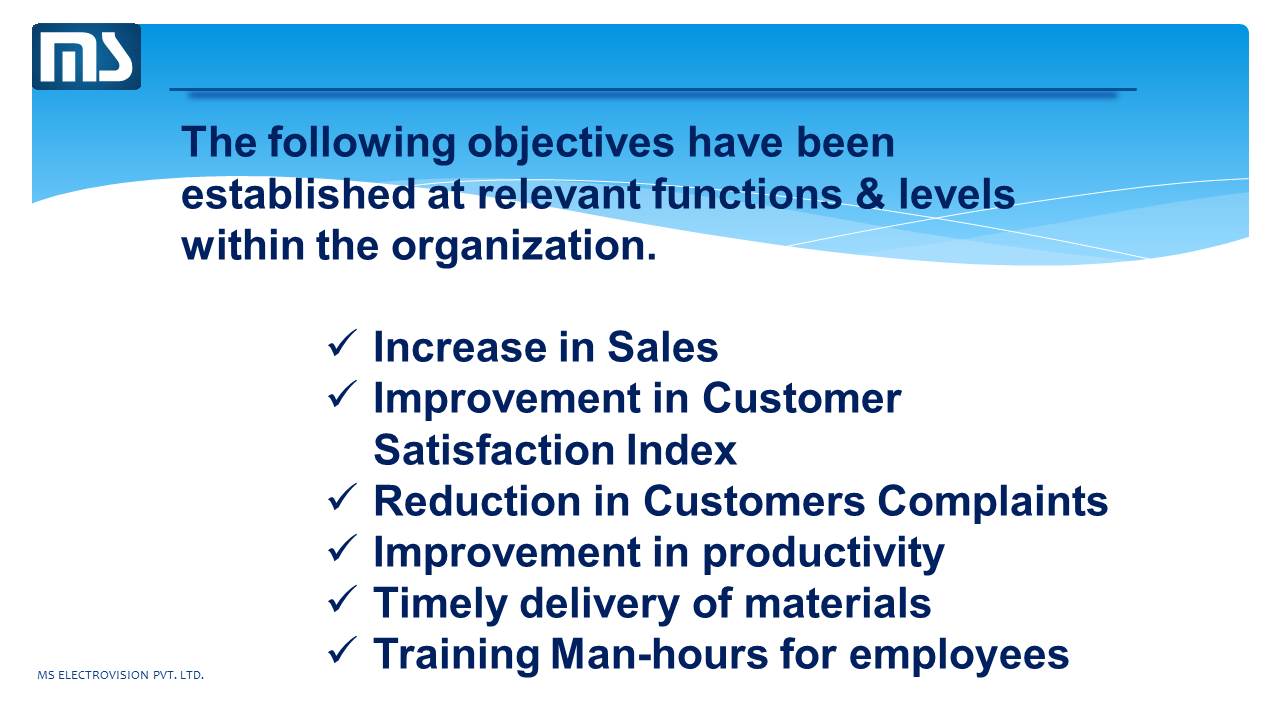 MS
The following objectives have been
established at relevant functions & levels
within the organization.
✓ Increase in Sales
✓ Improvement in Customer
Satisfaction Index
✓ Reduction in Customers Complaints
✓ Improvement in productivity
✓ Timely delivery of materials
✓ Training Man-hours for employees
MS ELECTROVISION PVT. LTD.